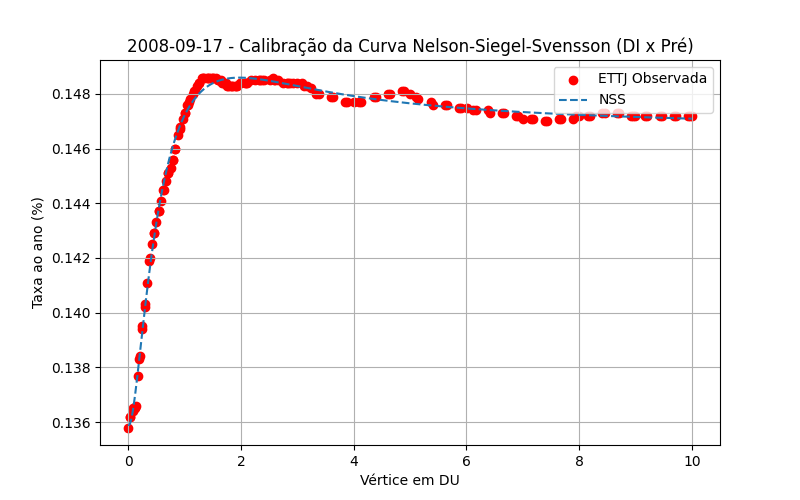 2008-09-17 - Calibração da Curva Nelson-Siegel-Svensson (DI x Pré)
ETTJ Observada
NSS
0.148
0.146
0.144
0.142
0.140
0.138
0.136
Taxa ao ano (%)
0 2 4 6 8 10
Vértice em DU